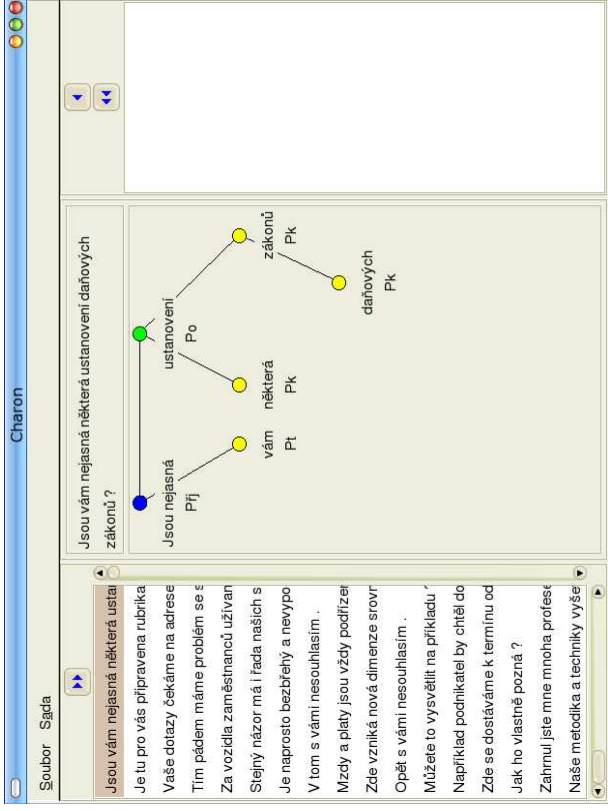 Charon
Soubor Sada
Jsou vám nejasná některá ustan
Je tu pro vás připravena rubrika
Vaše dotazy čekáme na adrese
Tím pádem máme problém se s
Za vozidla zaměstnanců užívan
Stejný názor má i řada našich s
Je naprosto bezbřehý a nevypo
V tom s vámi nesouhlasím .
Mzdy a platy jsou vždy podřízen
Zde vzniká nová dimenze srovn
Opět s vámi nesouhlasím .
Můžete to vysvětlit na příkladu ?
Například podnikatel by chtěl do
Zde se dostáváme k termínu od
Jak ho vlastně pozná ?
Zahrnul jste mne mnoha profese
Naše metodika a techniky vyše
Jsou vám nejasná některá ustanovení daňových
zákonů ?
Jsou nejasná
Přj
ustanovení
Po
vám
Pt
některá
Pk
zákonů
Pk
daňových
Pk